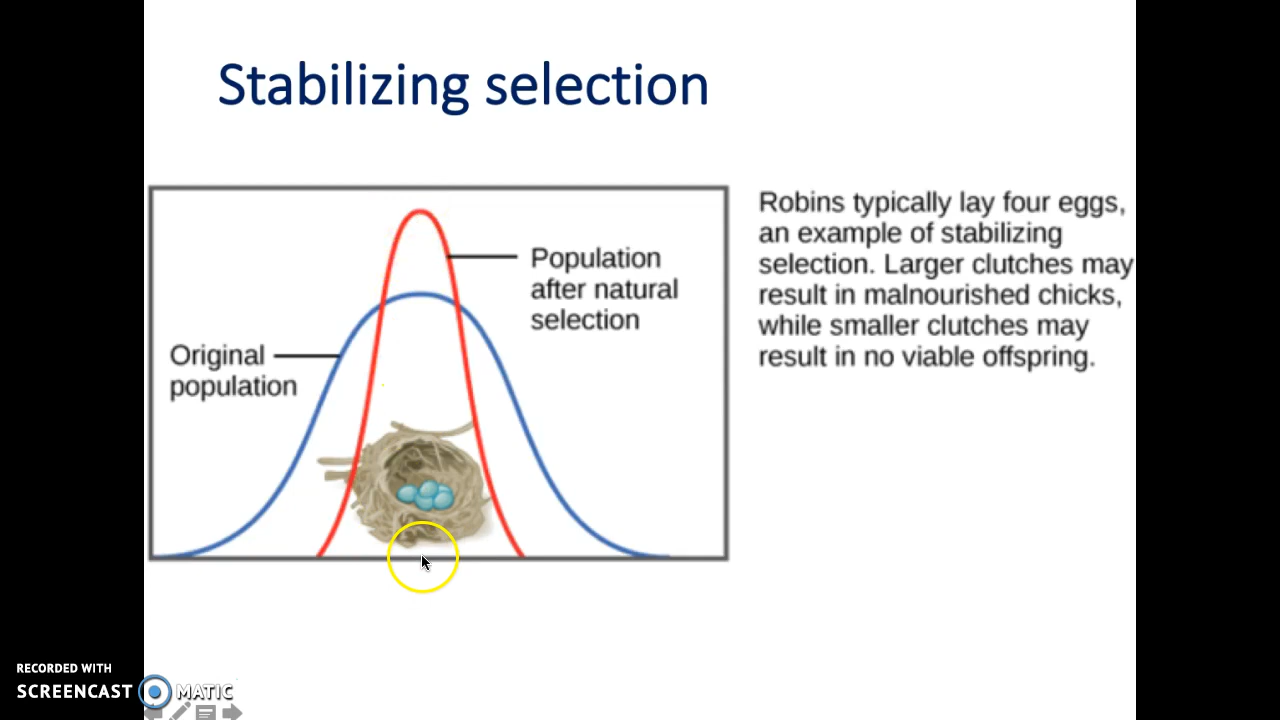 Stabilizing selection
Population
after natural
selection
Original
population
Robins typically lay four eggs,
an example of stabilizing
selection. Larger clutches may
result in malnourished chicks,
while smaller clutches may
result in no viable offspring.
RECORDED WITH
SCREENCAST MATIC